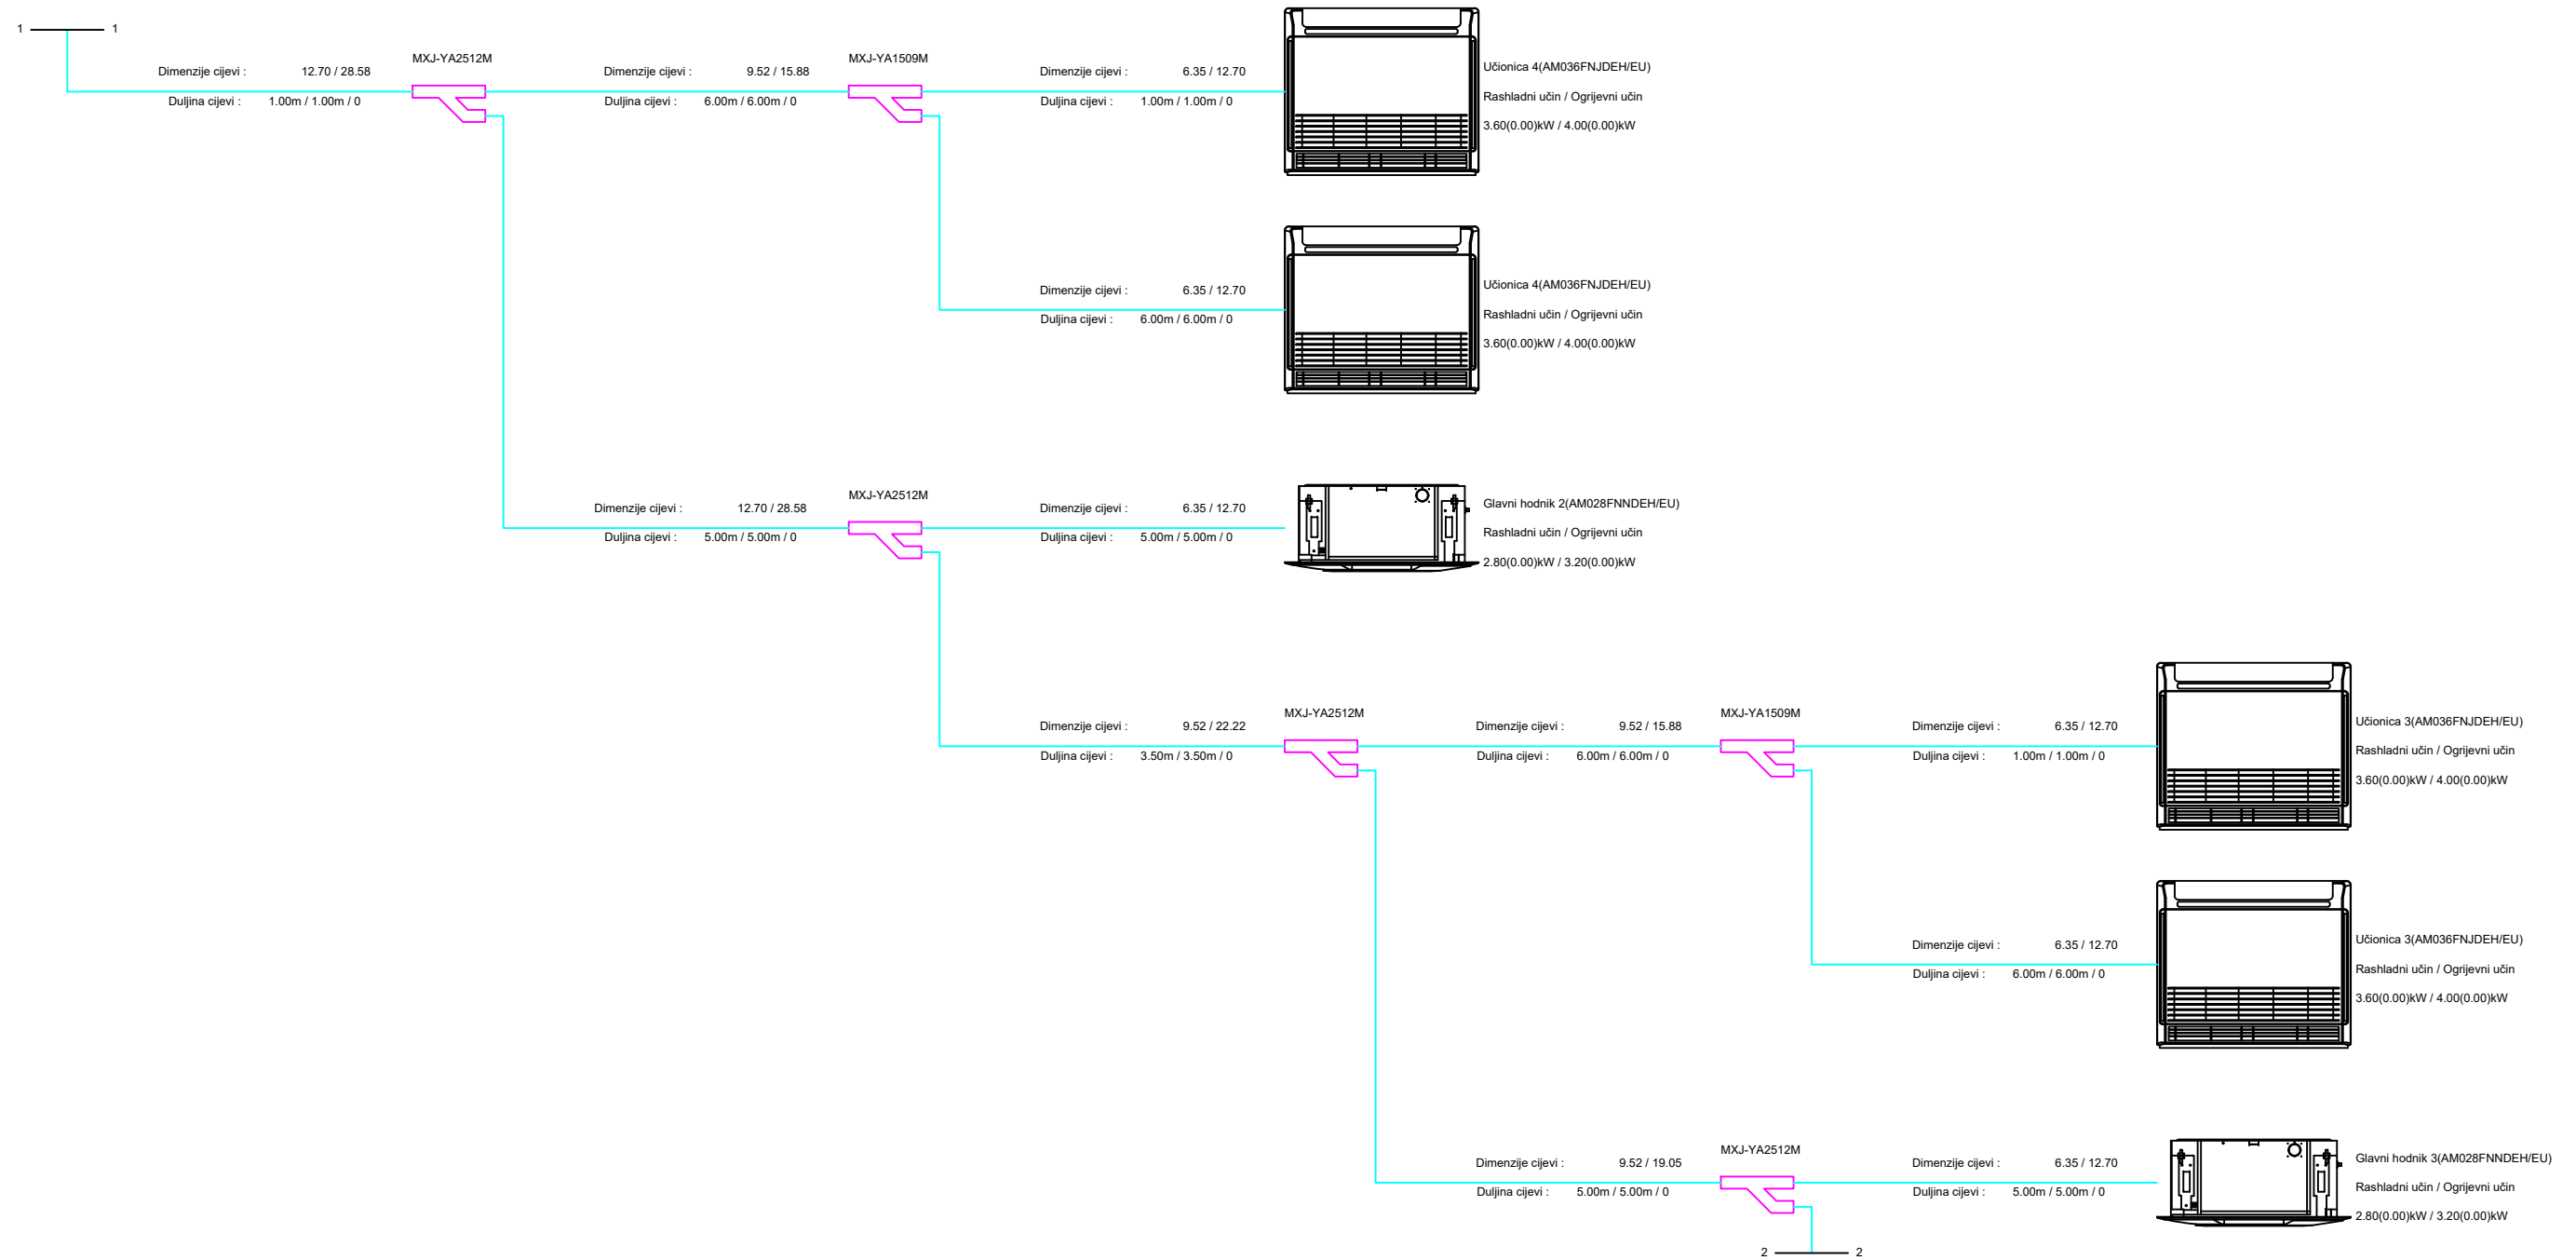 1 1
MXJ-YA2512M
MXJ-YA1509M
Dimenzije cijevi : 12.70 / 28.58
Duljina cijevi : 1.00m / 1.00m / 0
Dimenzije cijevi : 9.52 / 15.88
Duljina cijevi : 6.00m / 6.00m / 0
Dimenzije cijevi : 6.35 / 12.70
Duljina cijevi : 1.00m / 1.00m / 0
Učionica 4(AM036FNJDEH/EU)
Rashladni učin / Ogrijevni učin
3.60(0.00)kW / 4.00(0.00)kW
Dimenzije cijevi : 6.35 / 12.70
Duljina cijevi : 6.00m / 6.00m / 0
Učionica 4(AM036FNJDEH/EU)
Rashladni učin / Ogrijevni učin
3.60(0.00)kW / 4.00(0.00)kW
MXJ-YA2512M
Dimenzije cijevi : 12.70 / 28.58
Duljina cijevi : 5.00m / 5.00m / 0
Dimenzije cijevi : 6.35 / 12.70
Duljina cijevi : 5.00m / 5.00m / 0
Glavni hodnik 2(AM028FNNDEH/EU)
Rashladni učin / Ogrijevni učin
2.80(0.00)kW / 3.20(0.00)kW
MXJ-YA2512M
MXJ-YA1509M
Dimenzije cijevi : 9.52 / 22.22
Duljina cijevi : 3.50m / 3.50m / 0
Dimenzije cijevi : 9.52 / 15.88
Duljina cijevi : 6.00m / 6.00m / 0
Dimenzije cijevi : 6.35 / 12.70
Duljina cijevi : 1.00m / 1.00m / 0
Učionica 3(AM036FNJDEH/EU)
Rashladni učin / Ogrijevni učin
3.60(0.00)kW / 4.00(0.00)kW
Dimenzije cijevi : 6.35 / 12.70
Duljina cijevi : 6.00m / 6.00m / 0
Učionica 3(AM036FNJDEH/EU)
Rashladni učin / Ogrijevni učin
3.60(0.00)kW / 4.00(0.00)kW
MXJ-YA2512M
Dimenzije cijevi : 9.52 / 19.05
Duljina cijevi : 5.00m / 5.00m / 0
Dimenzije cijevi : 6.35 / 12.70
Duljina cijevi : 5.00m / 5.00m / 0
Glavni hodnik 3(AM028FNNDEH/EU)
Rashladni učin / Ogrijevni učin
2.80(0.00)kW / 3.20(0.00)kW
2 2